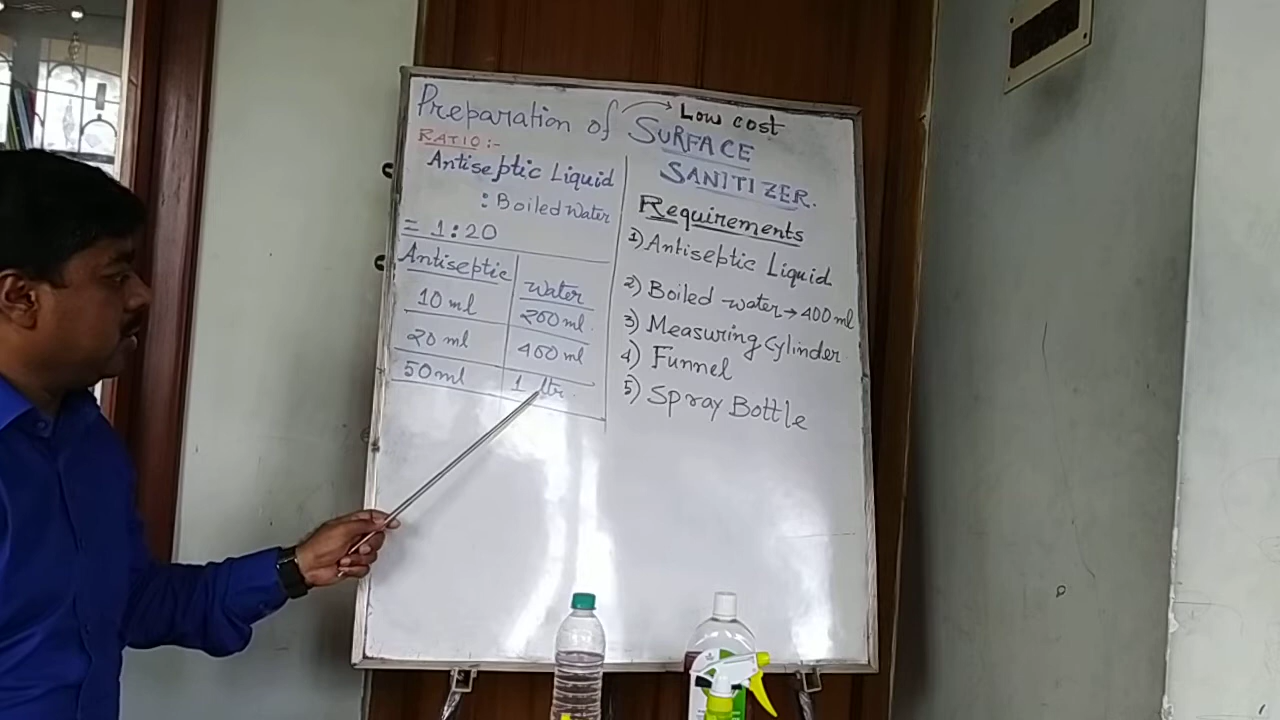 Preparation of Low cost
SURFACE
SANITIZER.
RATIO:-
Antiseptic Liquid
: Boiled Water
= 1:20
Antiseptic Water
10 ml 200 ml.
20 ml 400 ml
50 ml 1 ltr.
Requirements
1) Antiseptic Liquid
2) Boiled water → 400 ml
3) Measuring Cylinder
4) Funnel
5) Spray Bottle